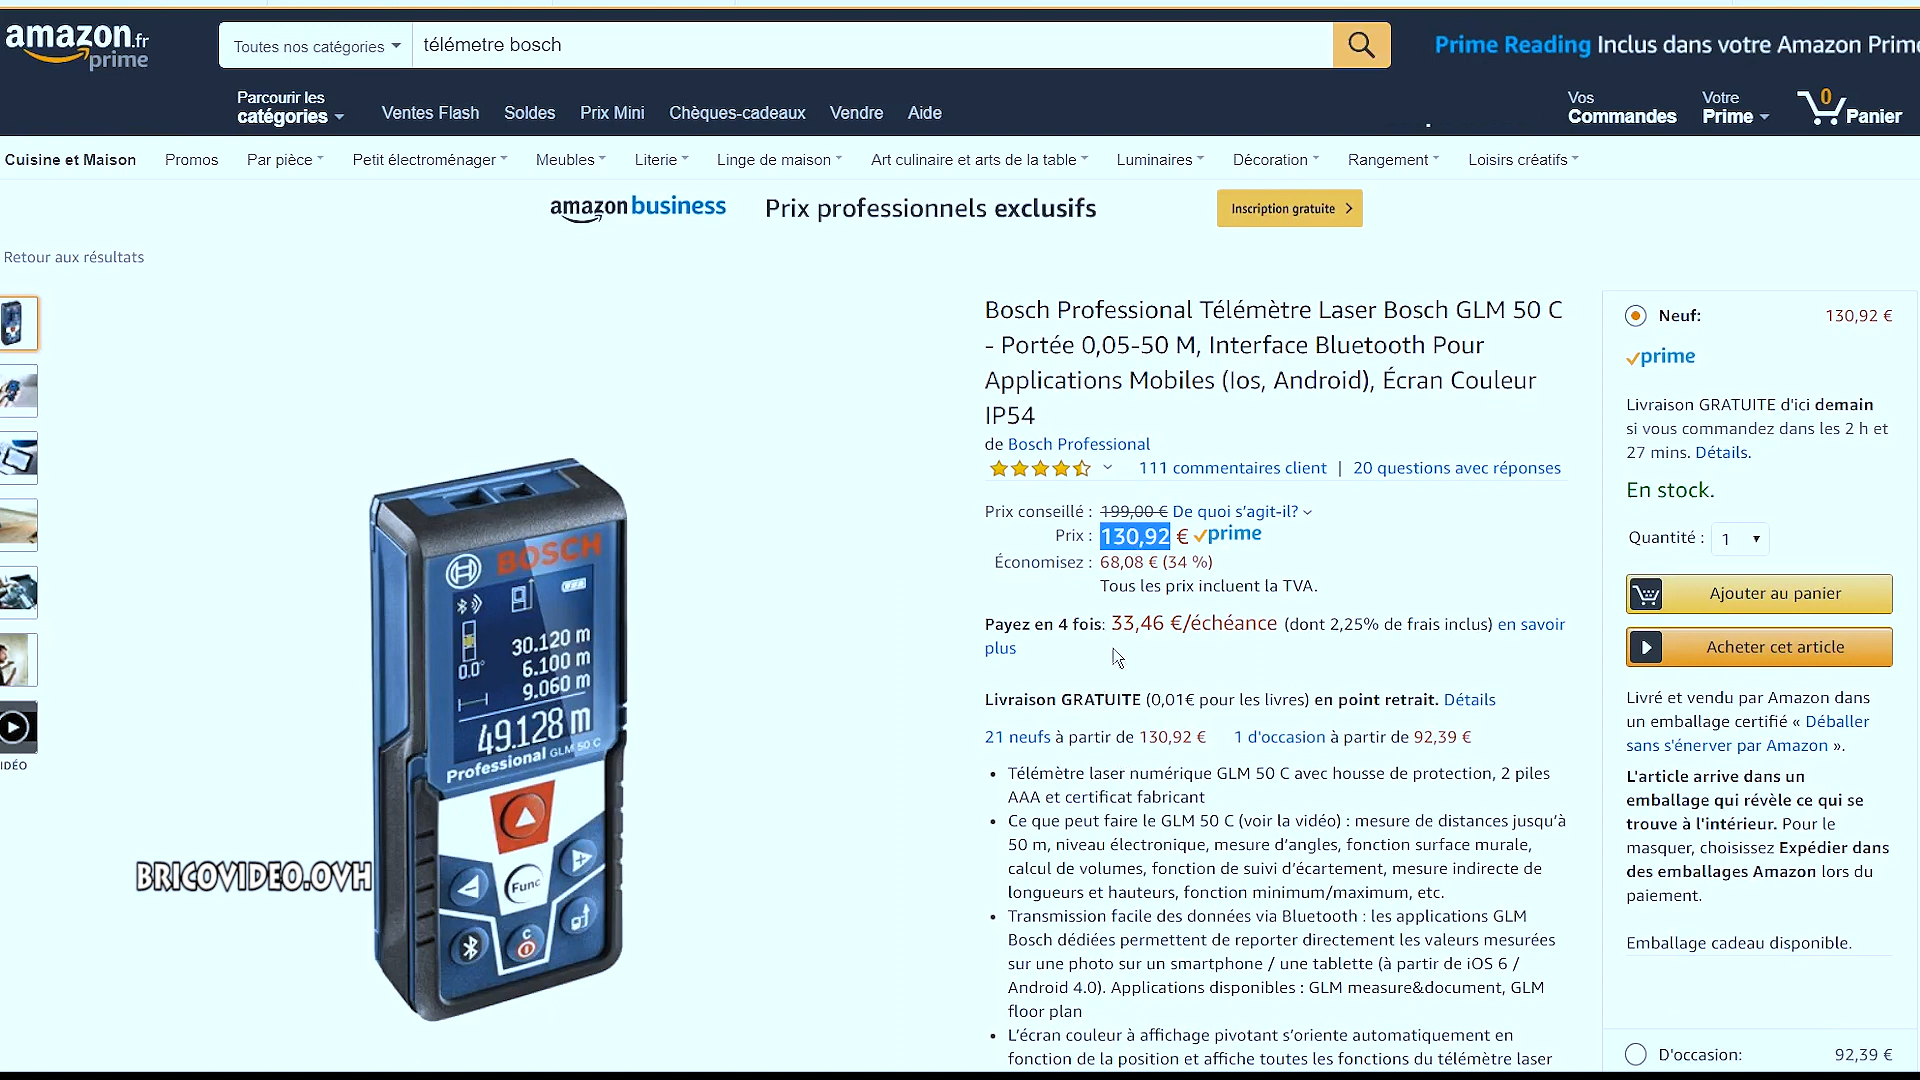 amazon.fr
prime
Toutes nos catégories
télémetre bosch
Prime Reading Inclus dans votre Amazon Prime
Parcourir les
catégories
Ventes Flash
Soldes
Prix Mini
Chèques-cadeaux
Vendre
Aide
Vos
Commandes
Votre
Prime
0
Panier
Cuisine et Maison
Promos
Par pièce
Petit électroménager
Meubles
Literie
Linge de maison
Art culinaire et arts de la table
Luminaires
Décoration
Rangement
Loisirs créatifs
amazon business
Prix professionnels exclusifs
Inscription gratuite
Retour aux résultats
IDÉO
BOSCH
0.0°
30.120 m
6.100 m
9.060 m
49.128 m
Professional GLM 50 C
Func
C
BRICOVIDEO.OVH
Bosch Professional Télémètre Laser Bosch GLM 50 C
- Portée 0,05-50 M, Interface Bluetooth Pour
Applications Mobiles (Ios, Android), Écran Couleur
IP54
de Bosch Professional
111 commentaires client | 20 questions avec réponses
Prix conseillé : 199,00 € De quoi s’agit-il?
Prix : 130,92 € prime
Économisez : 68,08 € (34 %)
Tous les prix incluent la TVA.
Payez en 4 fois: 33,46 €/échéance (dont 2,25% de frais inclus) en savoir
plus
Livraison GRATUITE (0,01€ pour les livres) en point retrait. Détails
21 neufs à partir de 130,92 € 1 d'occasion à partir de 92,39 €
• Télémètre laser numérique GLM 50 C avec housse de protection, 2 piles
AAA et certificat fabricant
• Ce que peut faire le GLM 50 C (voir la vidéo) : mesure de distances jusqu’à
50 m, niveau électronique, mesure d’angles, fonction surface murale,
calcul de volumes, fonction de suivi d’écartement, mesure indirecte de
longueurs et hauteurs, fonction minimum/maximum, etc.
• Transmission facile des données via Bluetooth : les applications GLM
Bosch dédiées permettent de reporter directement les valeurs mesurées
sur une photo sur un smartphone / une tablette (à partir de iOS 6 /
Android 4.0). Applications disponibles : GLM measure&document, GLM
floor plan
• L’écran couleur à affichage pivotant s’oriente automatiquement en
fonction de la position et affiche toutes les fonctions du télémètre laser
Neuf: 130,92 €
prime
Livraison GRATUITE d'ici demain
si vous commandez dans les 2 h et
27 mins. Détails.
En stock.
Quantité : 1
Ajouter au panier
Acheter cet article
Livré et vendu par Amazon dans
un emballage certifié « Déballer
sans s'énerver par Amazon ».
L'article arrive dans un
emballage qui révèle ce qui se
trouve à l'intérieur. Pour le
masquer, choisissez Expédier dans
des emballages Amazon lors du
paiement.
Emballage cadeau disponible.
D'occasion: 92,39 €